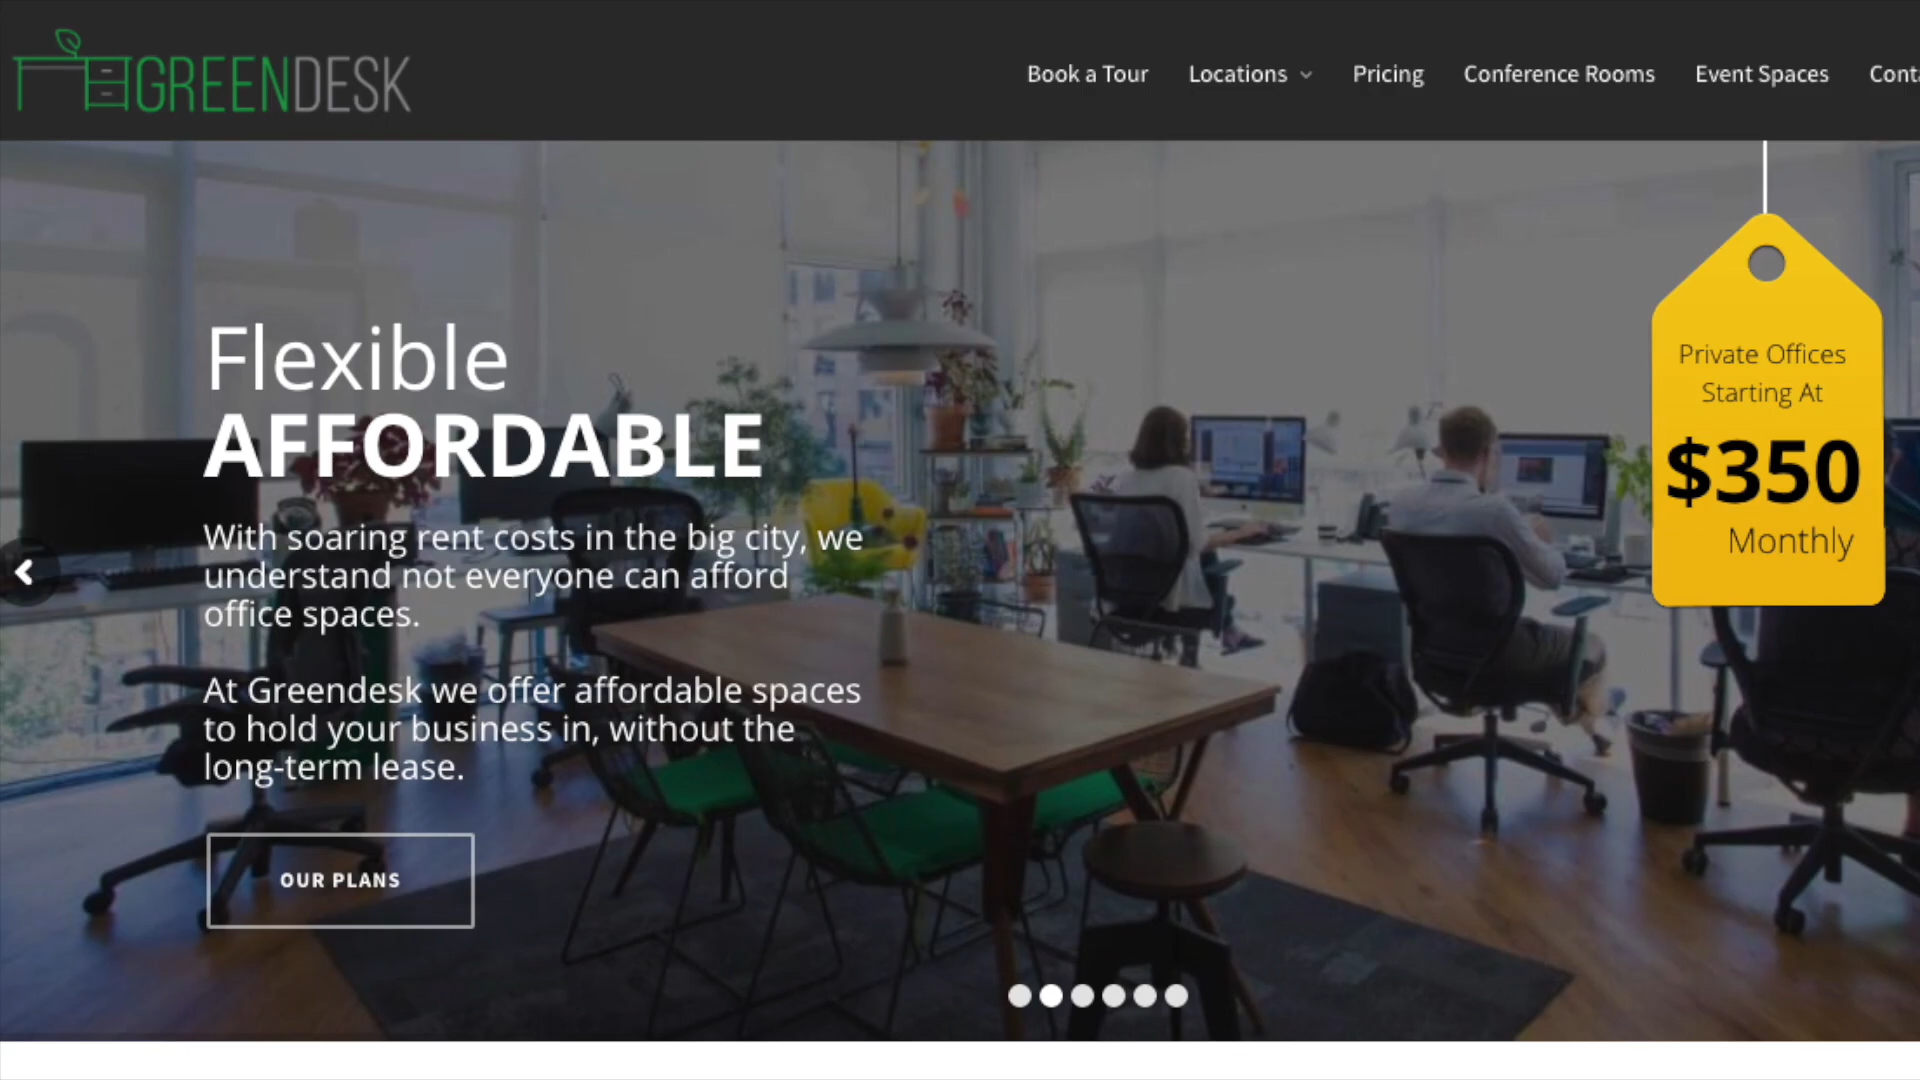 GREENDESK
Book a Tour
Locations
Pricing
Conference Rooms
Event Spaces
Flexible
AFFORDABLE
With soaring rent costs in the big city, we
understand not everyone can afford
office spaces.
At Greendesk we offer affordable spaces
to hold your business in, without the
long-term lease.
OUR PLANS
Private Offices
Starting At
$350
Monthly